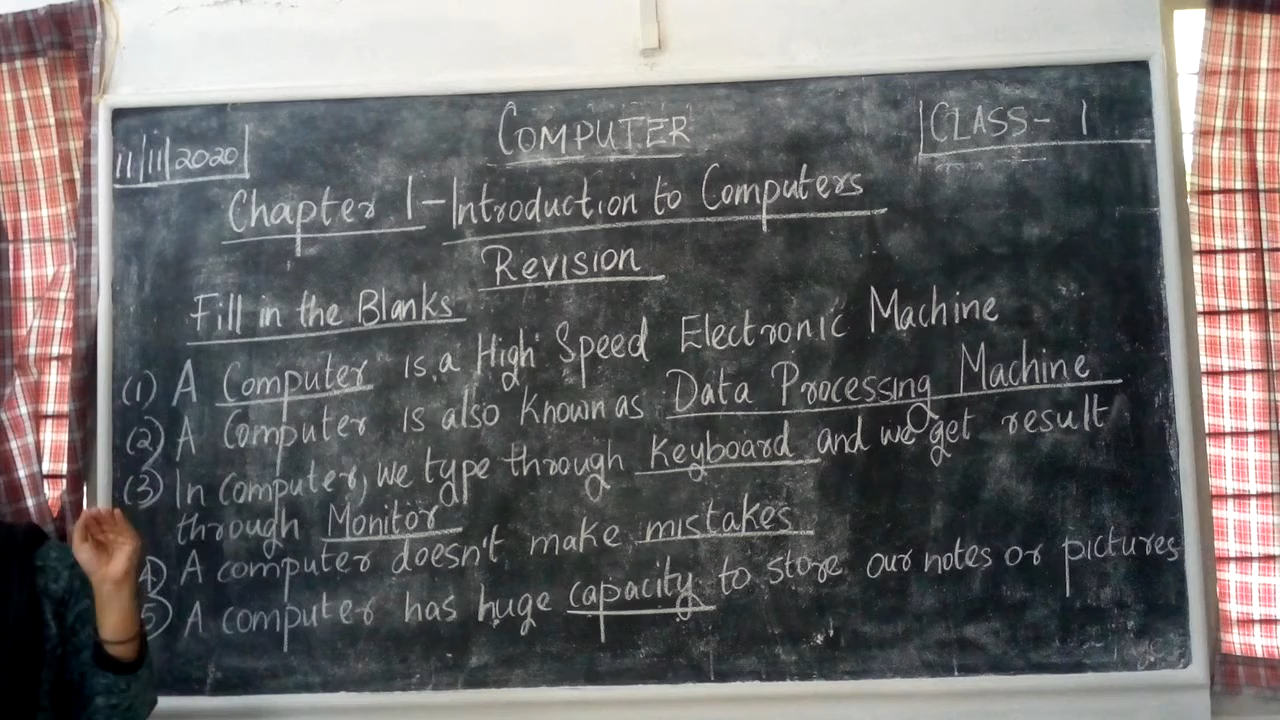 11/11/2020
COMPUTER
CLASS- 1
Chapter 1-Introduction to Computers
Revision
Fill in the Blanks
(1) A Computer is a High Speed Electronic Machine
(2) A Computer is also known as Data Processing Machine
(3) In Computer, we type through Keyboard and we get result
through Monitor
4) A computer doesn't make mistakes
5) A computer has huge capacity to store our notes or pictures